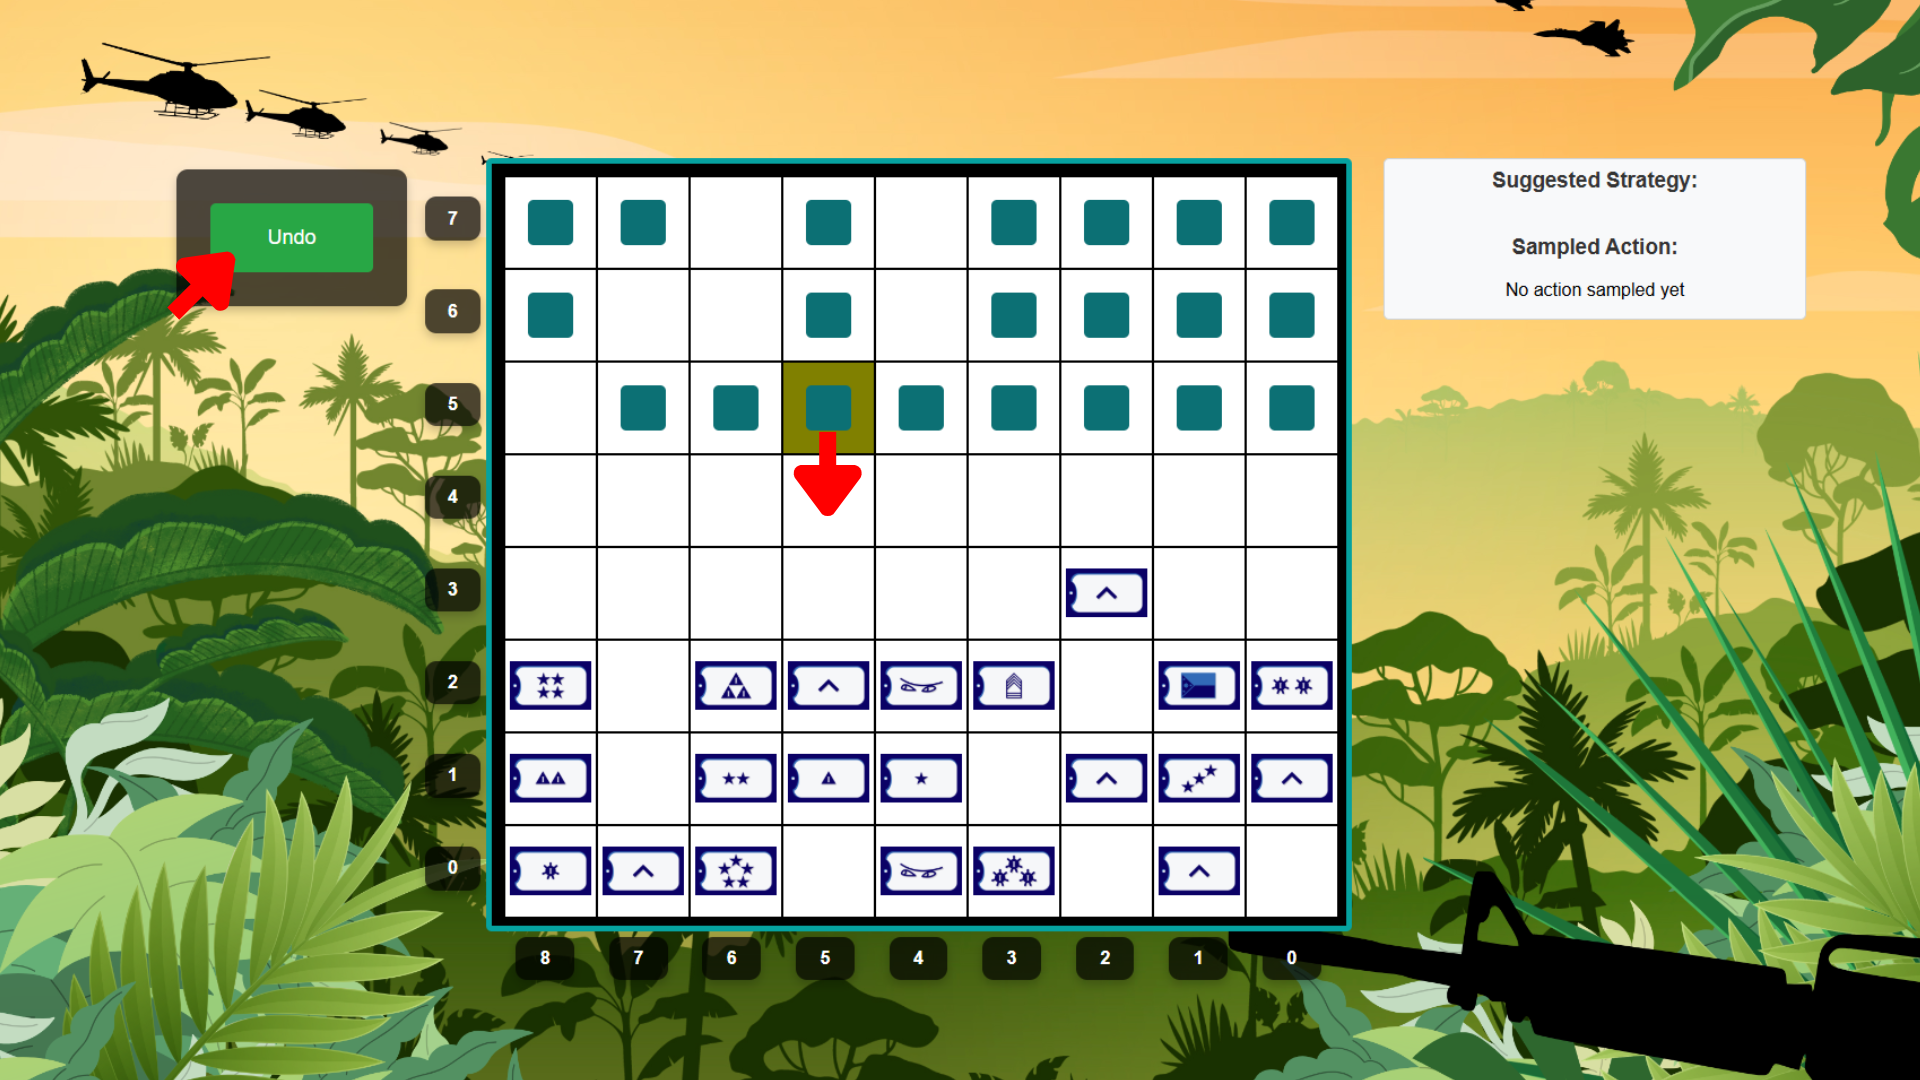 Undo
Suggested Strategy:
Sampled Action:
No action sampled yet
7
6
5
4
3
2
1
0
8 7 6 5 4 3 2 1 0